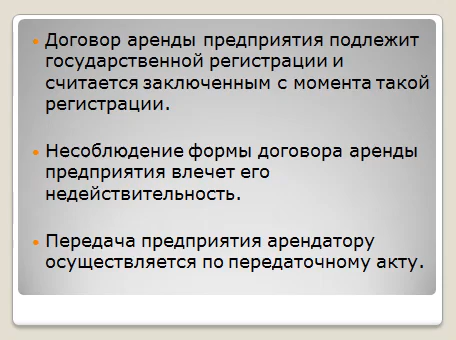 Договор аренды предприятия подлежит
государственной регистрации и
считается заключенным с момента такой
регистрации.
Несоблюдение формы договора аренды
предприятия влечет его
недействительность.
Передача предприятия арендатору
осуществляется по передаточному акту.